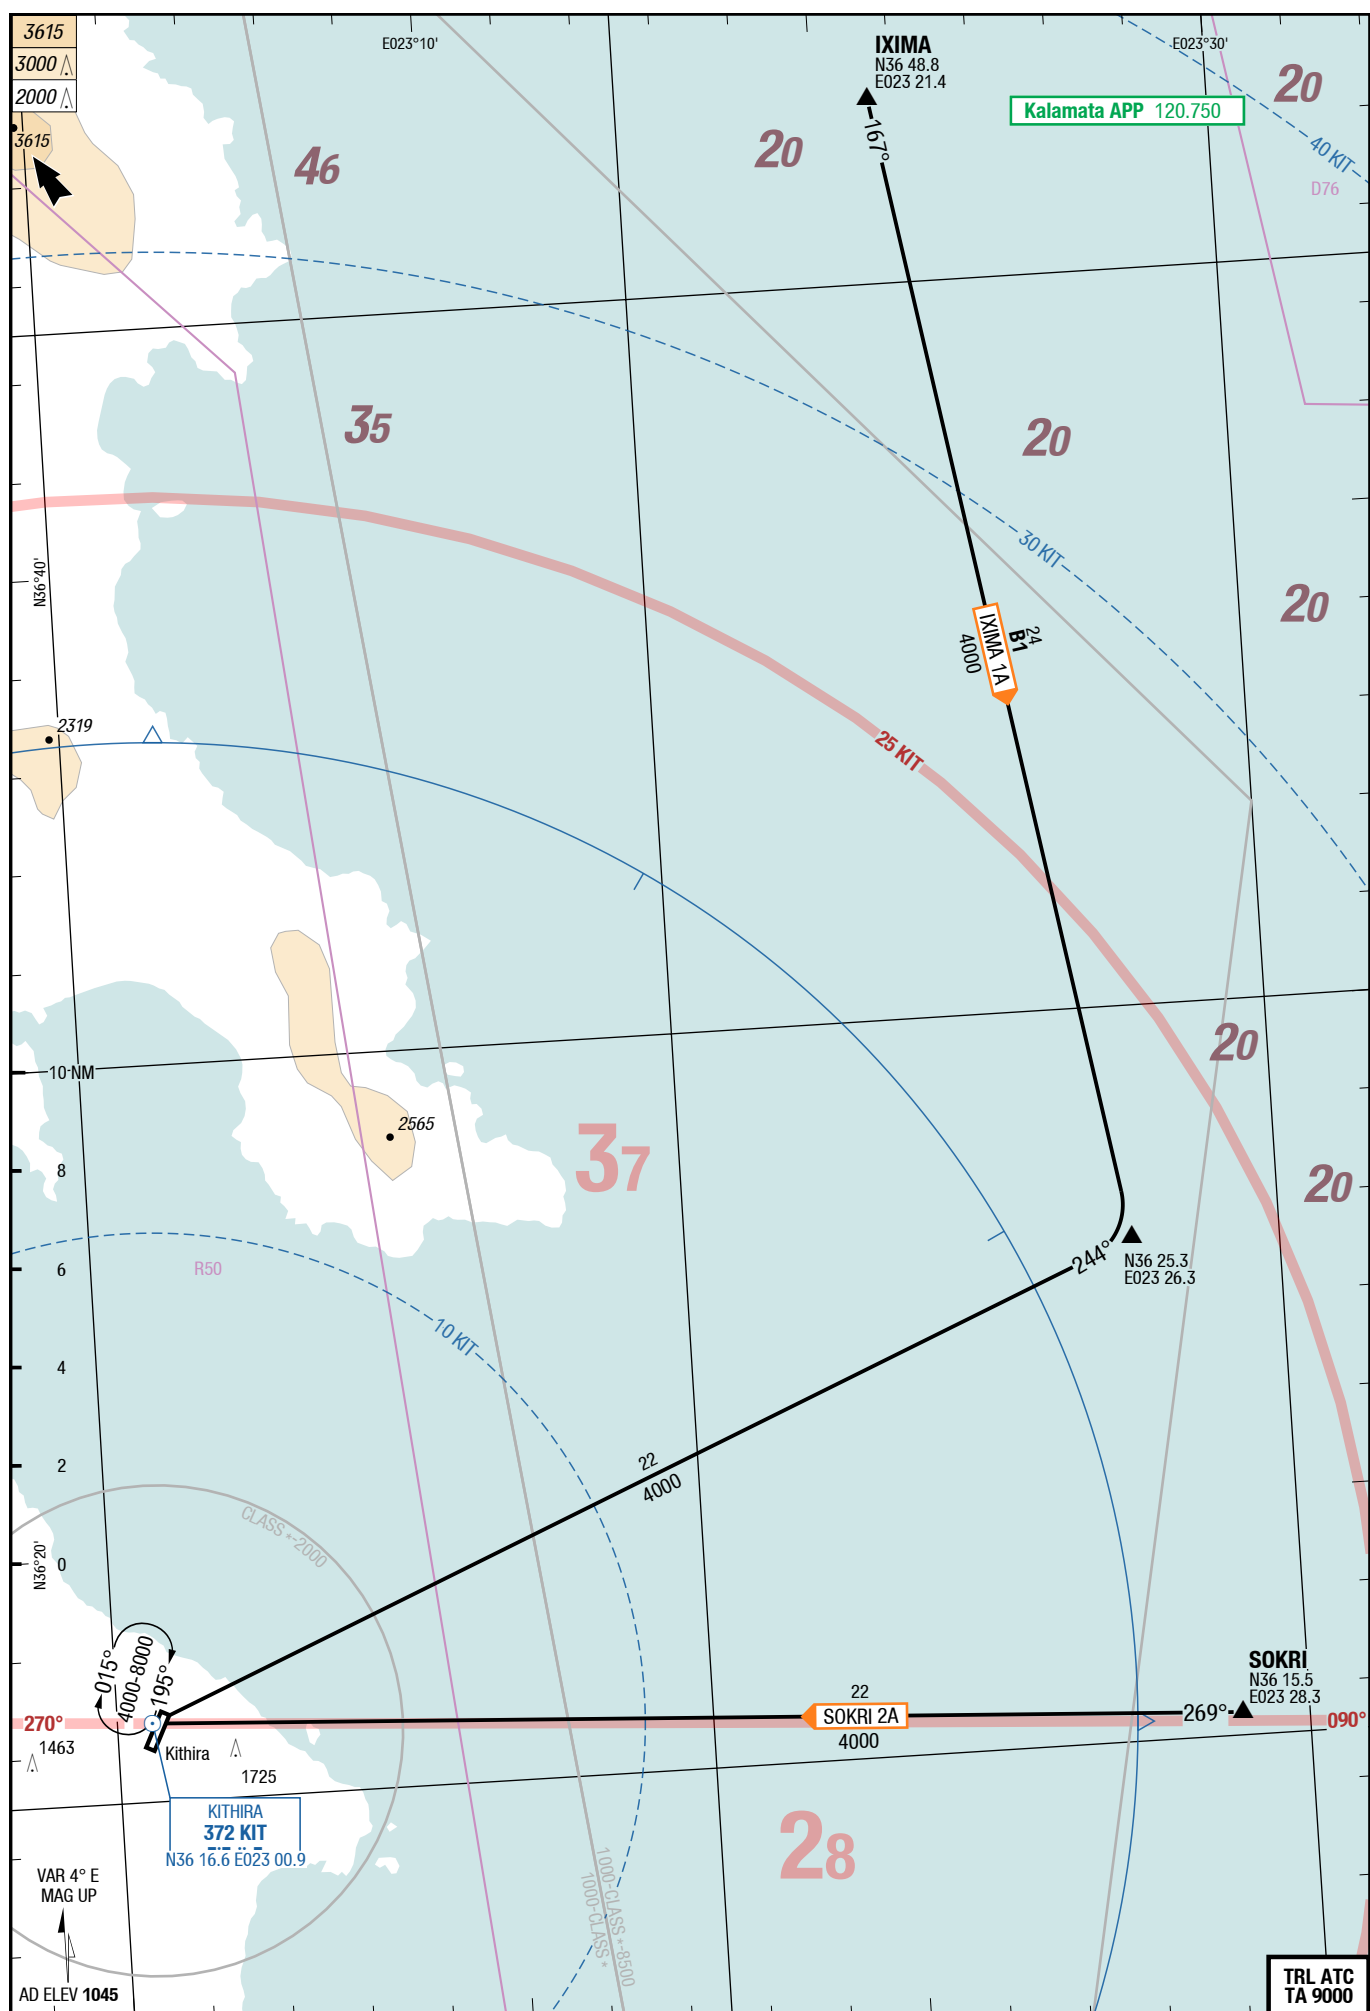 3615
3000
2000
3615
E023°10'
IXIMA
N36 48.8
E023 21.4
E023°30'
Kalamata APP 120.750
20
40 KIT
D76
167°
20
46
35
20
30 KIT
N36°40'
20
24
B1
IXIMA 1A
4000
2319
25 KIT
20
10 NM
2565
37
8
20
6
R50
244°
N36 25.3
E023 26.3
10 KIT
4
22
4000
2
CLASS *-2000
N36°20'
0
015°
4000-8000
195°
SOKRI
N36 15.5
E023 28.3
270°
22
SOKRI 2A
4000
269°
090°
1463
Kithira
1725
KITHIRA
372 KIT
N36 16.6 E023 00.9
28
1000-CLASS *-8500
1000-CLASS *
VAR 4° E
MAG UP
AD ELEV 1045
TRL ATC
TA 9000